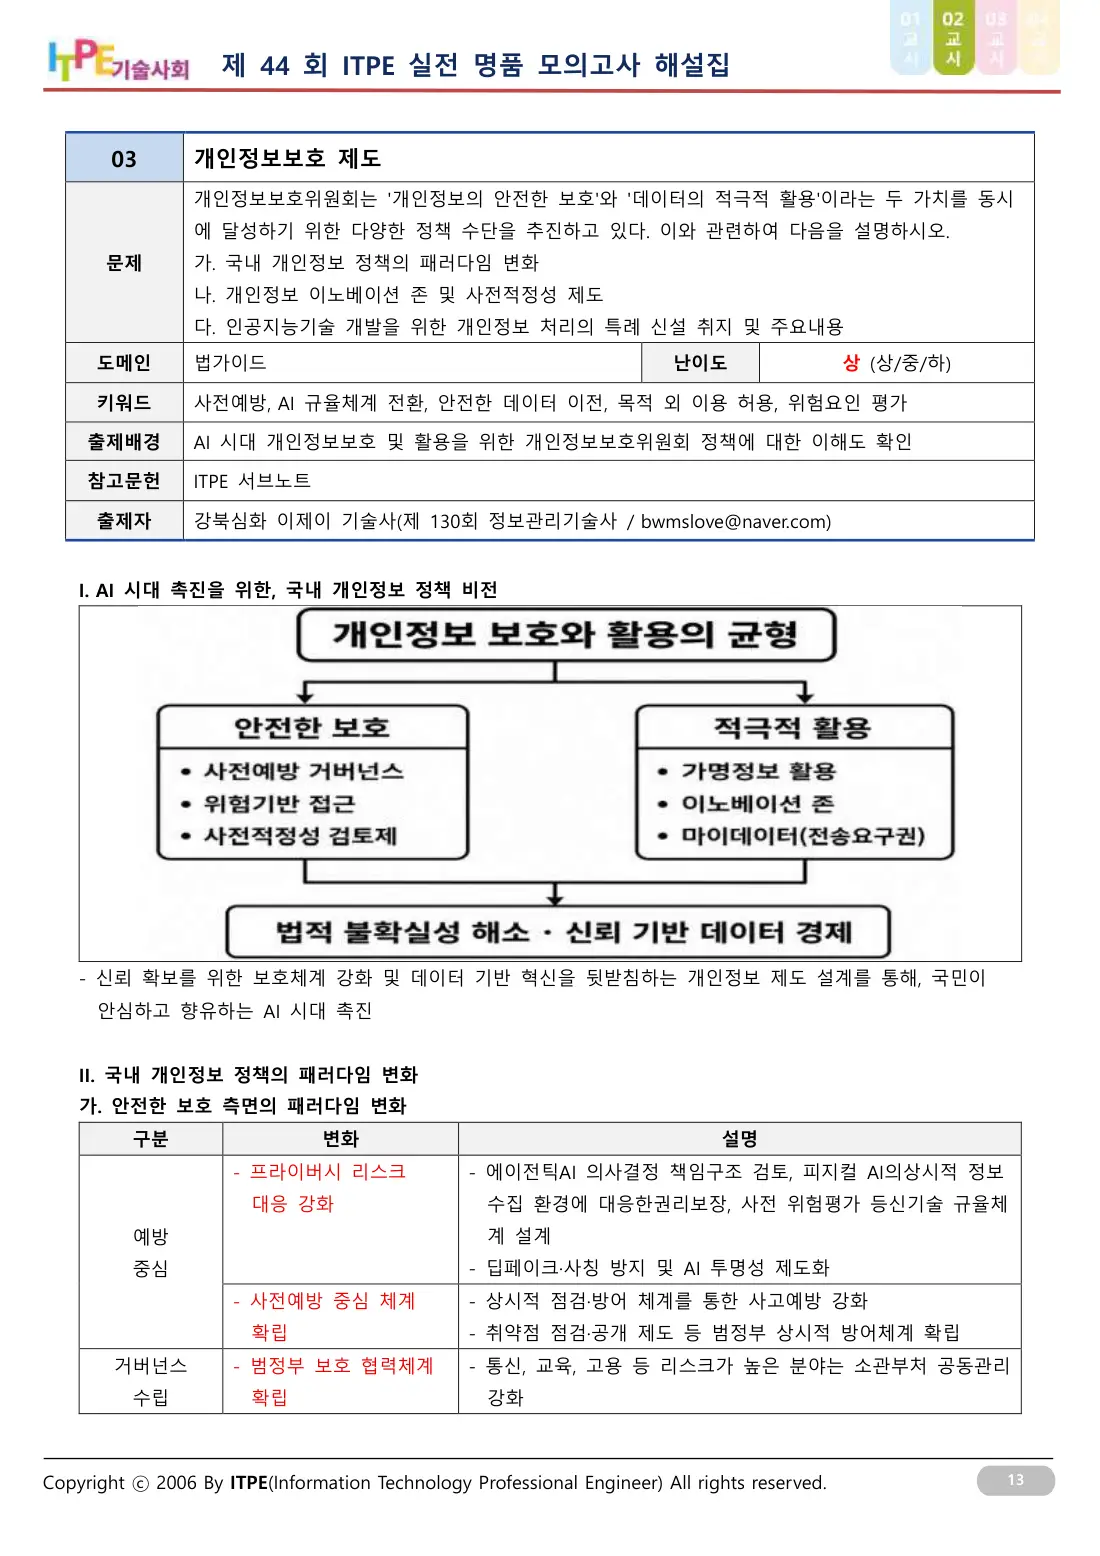 01 교시
02 교시
03 교시
ITPE기술사회
제 44 회 ITPE 실전 명품 모의고사 해설집
03
개인정보보호 제도
문제
개인정보보호위원회는 '개인정보의 안전한 보호'와 '데이터의 적극적 활용'이라는 두 가치를 동시
에 달성하기 위한 다양한 정책 수단을 추진하고 있다. 이와 관련하여 다음을 설명하시오.
가. 국내 개인정보 정책의 패러다임 변화
나. 개인정보 이노베이션 존 및 사전적정성 제도
다. 인공지능기술 개발을 위한 개인정보 처리의 특례 신설 취지 및 주요내용
도메인
법가이드
난이도
상 (상/중/하)
키워드
사전예방, AI 규율체계 전환, 안전한 데이터 이전, 목적 외 이용 허용, 위험요인 평가
출제배경
AI 시대 개인정보보호 및 활용을 위한 개인정보보호위원회 정책에 대한 이해도 확인
참고문헌
ITPE 서브노트
출제자
강북심화 이제이 기술사(제 130회 정보관리기술사 / bwmslove@naver.com)
I. AI 시대 촉진을 위한, 국내 개인정보 정책 비전
개인정보 보호와 활용의 균형
안전한 보호
• 사전예방 거버넌스
• 위험기반 접근
• 사전적정성 검토제
적극적 활용
• 가명정보 활용
• 이노베이션 존
• 마이데이터(전송요구권)
법적 불확실성 해소 · 신뢰 기반 데이터 경제
- 신뢰 확보를 위한 보호체계 강화 및 데이터 기반 혁신을 뒷받침하는 개인정보 제도 설계를 통해, 국민이
안심하고 향유하는 AI 시대 촉진
II. 국내 개인정보 정책의 패러다임 변화
가. 안전한 보호 측면의 패러다임 변화
구분
변화
설명
예방
중심
- 프라이버시 리스크
대응 강화
- 에이전틱AI 의사결정 책임구조 검토, 피지컬 AI의상시적 정보
수집 환경에 대응한권리보장, 사전 위험평가 등신기술 규율체
계 설계
- 딥페이크·사칭 방지 및 AI 투명성 제도화
- 사전예방 중심 체계
확립
- 상시적 점검·방어 체계를 통한 사고예방 강화
- 취약점 점검·공개 제도 등 범정부 상시적 방어체계 확립
거버넌스
수립
- 범정부 보호 협력체계
확립
- 통신, 교육, 고용 등 리스크가 높은 분야는 소관부처 공동관리
강화
Copyright ⓒ 2006 By ITPE(Information Technology Professional Engineer) All rights reserved.
13